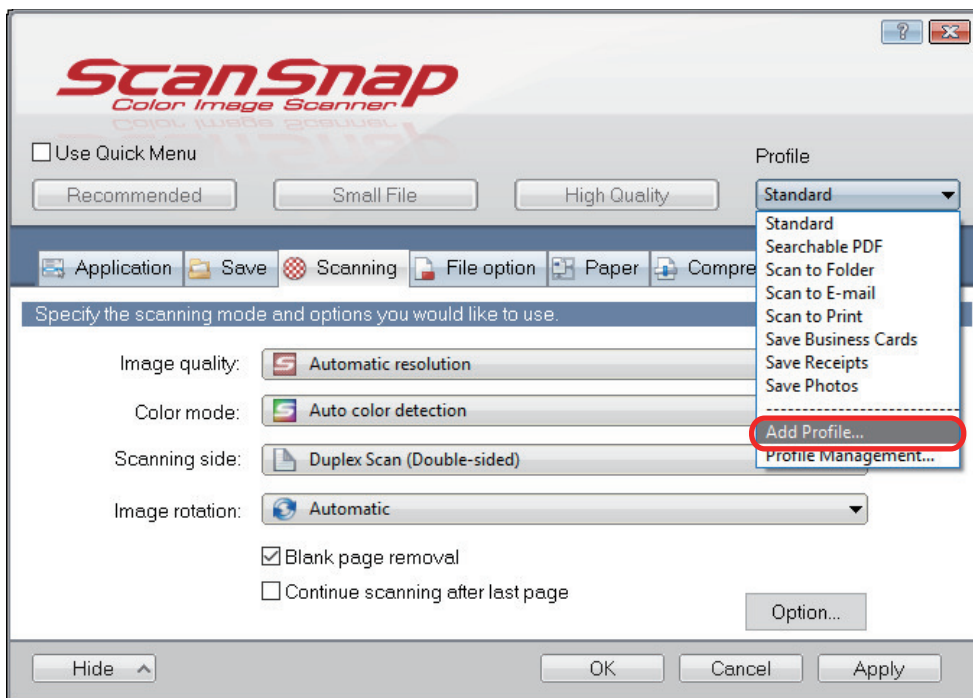 ScanSnap
Color Image Scanner
Use Quick Menu
Profile
Recommended
Small File
High Quality
Standard
Standard
Searchable PDF
Scan to Folder
Scan to E-mail
Scan to Print
Save Business Cards
Save Receipts
Save Photos
Add Profile...
Profile Management...
Application
Save
Scanning
File option
Paper
Compre
Specify the scanning mode and options you would like to use.
Image quality:
Automatic resolution
Color mode:
Auto color detection
Scanning side:
Duplex Scan (Double-sided)
Image rotation:
Automatic
Blank page removal
Continue scanning after last page
Option...
Hide
OK
Cancel
Apply